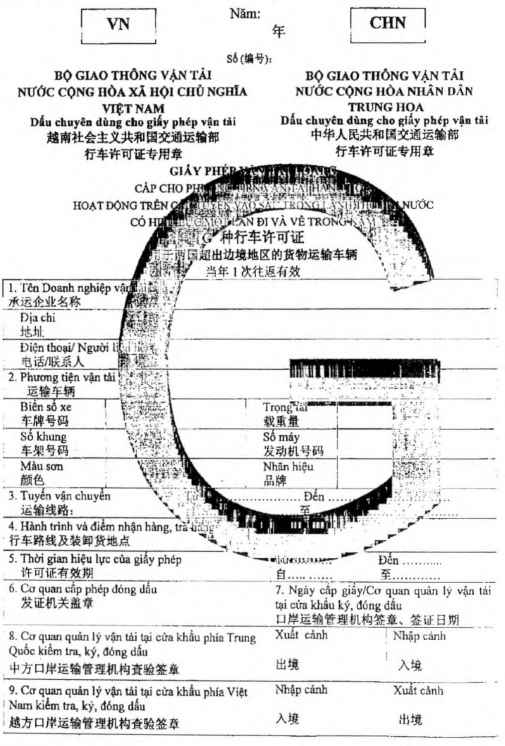 VN
Năm:
年
CHN
Số (编号):
BỘ GIAO THÔNG VẬN TẢI
NƯỚC CỘNG HÒA XÃ HỘI CHỦ NGHĨA
VIỆT NAM
Dấu chuyên dùng cho giấy phép vận tải
越南社会主义共和国交通运输部
行车许可证专用章
BỘ GIAO THÔNG VẬN TẢI
NƯỚC CỘNG HÒA NHÂN DÂN
TRUNG HOA
Dấu chuyên dùng cho giấy phép vận tải
中华人民共和国交通运输部
行车许可证专用章
GIẤY PHÉP
CẤP CHO
HOẠT ĐỘNG TRÊN NƯỚC
CÓ ĐI VÀ VỀ TRONG
G 种行车许可证
用于两国超出边境地区的货物运输车辆
当年 1 次往返有效
1. Tên Doanh nghiệp vận
承运企业名称
Địa chỉ
地址
Điện thoại/ Người
电话/联系人
2. Phương tiện vận tải
运输车辆
Biển số xe
车牌号码
Trọng tải
载重量
Số khung
车架号码
Số máy
发动机号码
Màu sơn
颜色
Nhãn hiệu
品牌
3. Tuyến vận chuyển
Đến
运输线路:
至
4. Hành trình và điểm nhận hàng, trả hàng
行车路线及装卸货地点
5. Thời gian hiệu lực của giấy phép
Đến ...........
许可证有效期
自........
至............
6. Cơ quan cấp phép đóng dấu
发证机关盖章
7. Ngày cấp giấy/Cơ quan quản lý vận tải
tại cửa khẩu ký, đóng dấu
口岸运输管理机构签章、签证日期
8. Cơ quan quản lý vận tải tại cửa khẩu phía Trung
Quốc kiểm tra, ký, đóng dấu
中方口岸运输管理机构查验签章
Xuất cảnh
出境
Nhập cảnh
入境
9. Cơ quan quản lý vận tải tại cửa khẩu phía Việt
Nam kiểm tra, ký, đóng dấu
越方口岸运输管理机构查验签章
Nhập cảnh
入境
Xuất cảnh
出境